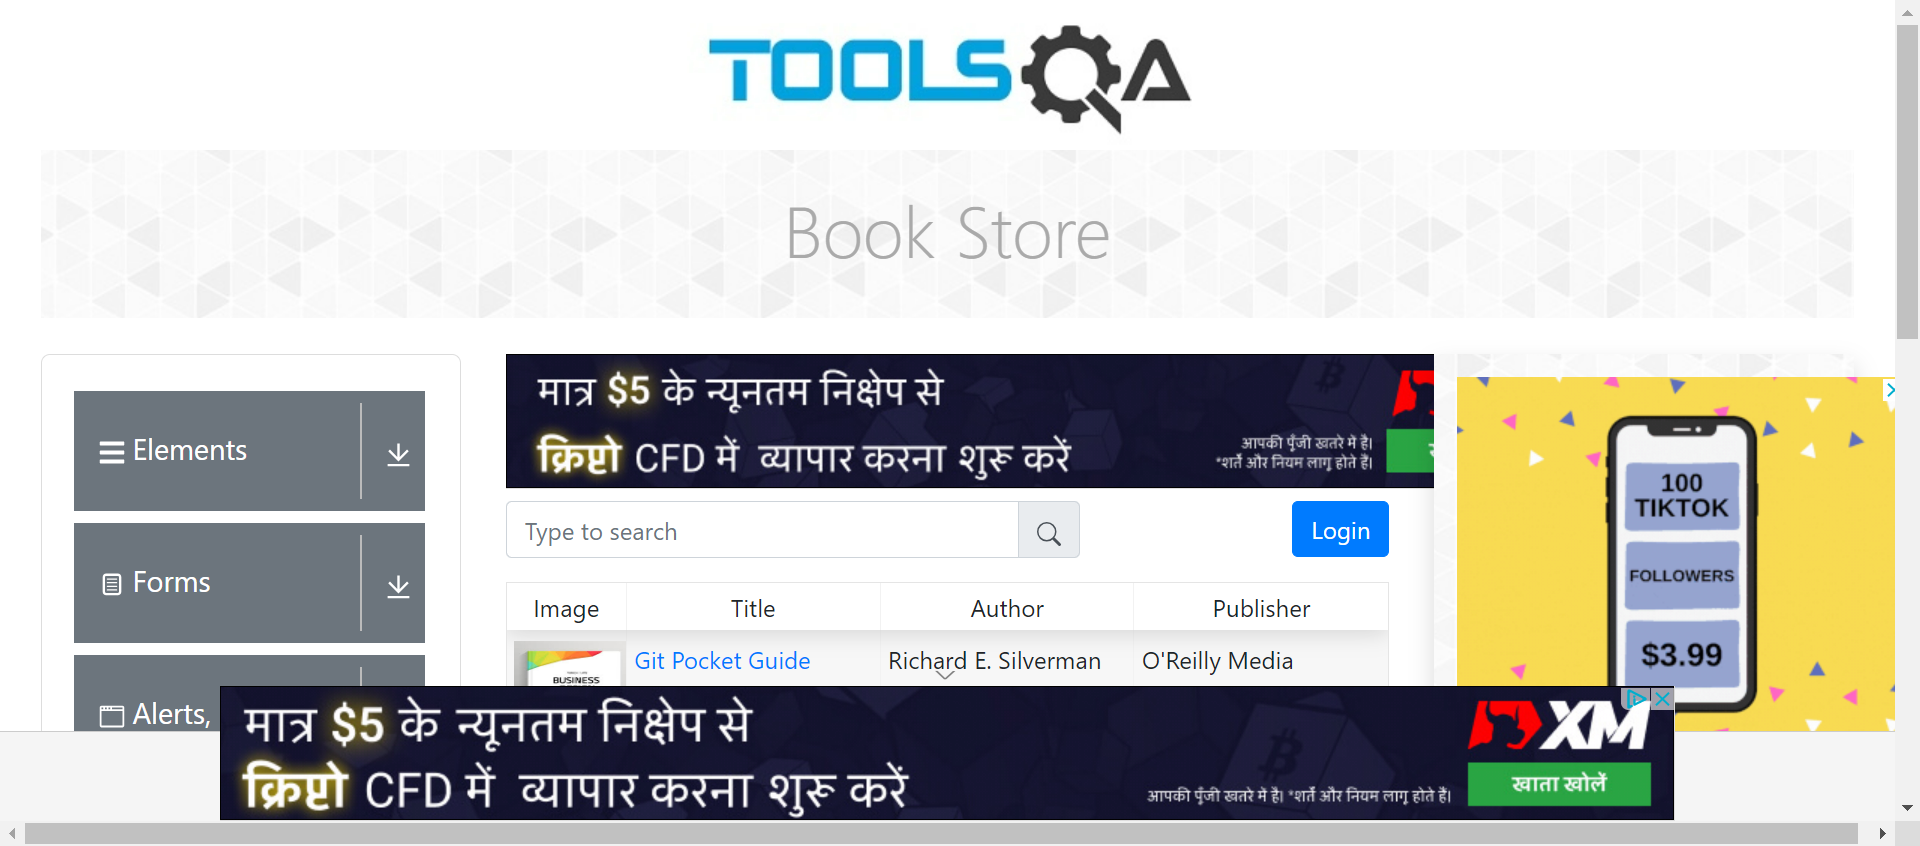 TOOLSQA
Book Store
Elements
Forms
Alerts,
मात्र $5 के न्यूनतम निक्षेप से
क्रिप्टो CFD में व्यापार करना शुरू करें
आपकी पूँजी खतरे में है।
*शर्तें और नियम लागू होते हैं।
Type to search
Login
Image Title Author Publisher
Git Pocket Guide Richard E. Silverman O'Reilly Media
BUSINESS
100
TIKTOK
FOLLOWERS
$3.99
मात्र $5 के न्यूनतम निक्षेप से
क्रिप्टो CFD में व्यापार करना शुरू करें
आपकी पूँजी खतरे में है। *शर्तें और नियम लागू होते हैं।
XM
खाता खोलें